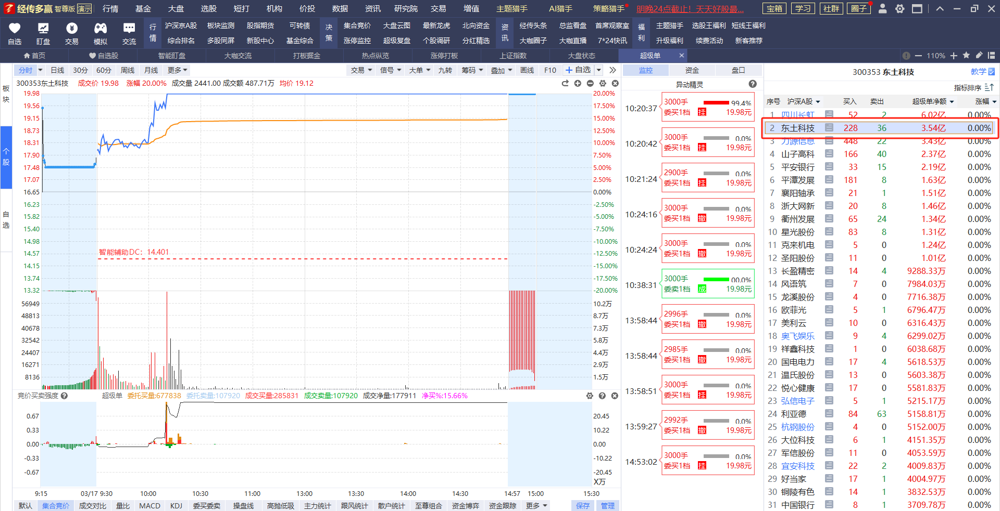 经传多赢 智尊版 演示 行情 基金 大盘 选股 短打 机构 价投 数据 资讯 研究院 交易 增值 主题猎手 AI猎手 策略猎手 明晚24点截止！天天好股最... 宝箱 学习 社群 圈子
自选 盯盘 交易 模拟 交流
行情 沪深京A股 板块监测 股指期货 可转债 决策 集合竞价 大盘云图 最新龙虎 北向资金 资讯 经传头条 总监看盘 首席观察室 福利 主题猎手 选股王福利 短线王福利
综合排名 多股同屏 新股中心 基金综合 涨停监控 超级复盘 个股调研 分红精选 大咖圈子 大咖直播 7*24快讯 升级福利 续费活动 新客推荐
首页 自选股 智能盯盘 大咖交流 打板掘金 热点纵览 涨停打板 上证指数 大盘状态 超级单 110%
板块
个股
自选
分时 日线 30分 60分 周线 月线 更多 交易 信号 大单 九转 筹码 叠加 画线 F10 自选
300353东土科技 成交价 19.98 涨幅 20.00% 成交量 2441.00 成交额 487.71万 均价 19.12
19.98 20.00%
19.56 17.50%
19.15 15.00%
18.73 12.50%
18.31 10.00%
17.90 7.50%
17.48 5.00%
17.07 2.50%
16.65 0.00%
16.23 -2.50%
15.82 -5.00%
15.40 -7.50%
14.98 -10.00%
14.57 -12.50%
14.15 -15.00%
13.74 -17.50%
13.32 -20.00%
智能辅助DC：14.401
56949 10.2万
48813 8.7万
40678 7.3万
32542 5.8万
24407 4.4万
16271 2.9万
8136 1.5万
竞价买卖强度 超级单 委托买量:677838 委托卖量:107920 成交买量:285831 成交卖量:107920 成交净量:177911 净买%:15.66%
0.67 20.45
0.33 10.22
0.00 0.00
-0.33 -10.22
-0.67 -20.45
X万
9:15 03/17 9:30 10:00 10:30 11:00 13:00 13:30 14:00 14:30 14:57 15:00 15:30
默认 集合竞价 成交对比 量比 MACD KDJ 委买委卖 操盘线 高抛低吸 主力统计 跟风统计 散户统计 至尊组合 资金博弈 资金跟踪 更多 保存 管理
监控 资金 盘口
异动精灵
10:20:37 3000手 99.4%
委买1档 挂 19.98元
10:20:42 3000手 0.0%
委买1档 挂 19.98元
10:21:24 2900手 0.0%
委买1档 挂 19.98元
10:24:16 3000手 0.0%
委买1档 撤 19.98元
10:24:24 3000手 0.0%
委买1档 撤 19.98元
10:38:31 3000手 00.0%
委卖1档 成 19.98元
13:58:44 2996手 0.0%
委买1档 撤 19.98元
13:58:44 2985手 0.0%
委买1档 撤 19.98元
13:58:51 3000手 0.0%
委买1档 挂 19.98元
13:59:27 2992手 0.0%
委买1档 撤 19.98元
14:53:02 3000手 0.0%
委买1档 挂 19.98元
300353 东土科技 教学
指标排序
序号 沪深A股 买入 卖出 超级单净额 涨幅
1 四川长虹 52 2 6.02亿 0.00%
2 东土科技 228 36 3.54亿 0.00%
3 力源信息 448 22 3.43亿 0.00%
4 山子高科 166 40 2.37亿 0.00%
5 平安银行 33 15 2.19亿 0.00%
6 平潭发展 181 8 1.63亿 0.00%
7 襄阳轴承 21 1 1.51亿 0.00%
8 浙大网新 20 8 1.46亿 0.00%
9 衢州发展 65 24 1.34亿 0.00%
10 星光股份 83 8 1.31亿 0.00%
11 克来机电 5 0 1.24亿 0.00%
12 圣阳股份 11 0 1.01亿 0.00%
13 长盈精密 14 4 9288.33万 0.00%
14 风语筑 7 0 7984.03万 0.00%
15 龙溪股份 4 0 7716.38万 0.00%
16 欧菲光 5 1 6796.47万 0.00%
17 美利云 10 0 6316.43万 0.00%
18 奥飞娱乐 9 4 6299.02万 0.00%
19 祥鑫科技 1 0 6038.68万 0.00%
20 国电电力 17 4 5618.53万 0.00%
21 温氏股份 13 0 5603.38万 0.00%
22 悦心健康 17 0 5581.83万 0.00%
23 弘信电子 5 1 5215.17万 0.00%
24 利亚德 84 63 5158.81万 0.00%
25 杭钢股份 4 0 5152.00万 0.00%
26 大位科技 6 1 4151.35万 0.00%
27 军信股份 11 0 4053.59万 0.00%
28 宜安科技 22 2 4009.83万 0.00%
29 好当家 17 1 4004.97万 0.00%
30 铜陵有色 14 1 3832.53万 0.00%
31 中国银行 8 1 3709.78万 0.00%